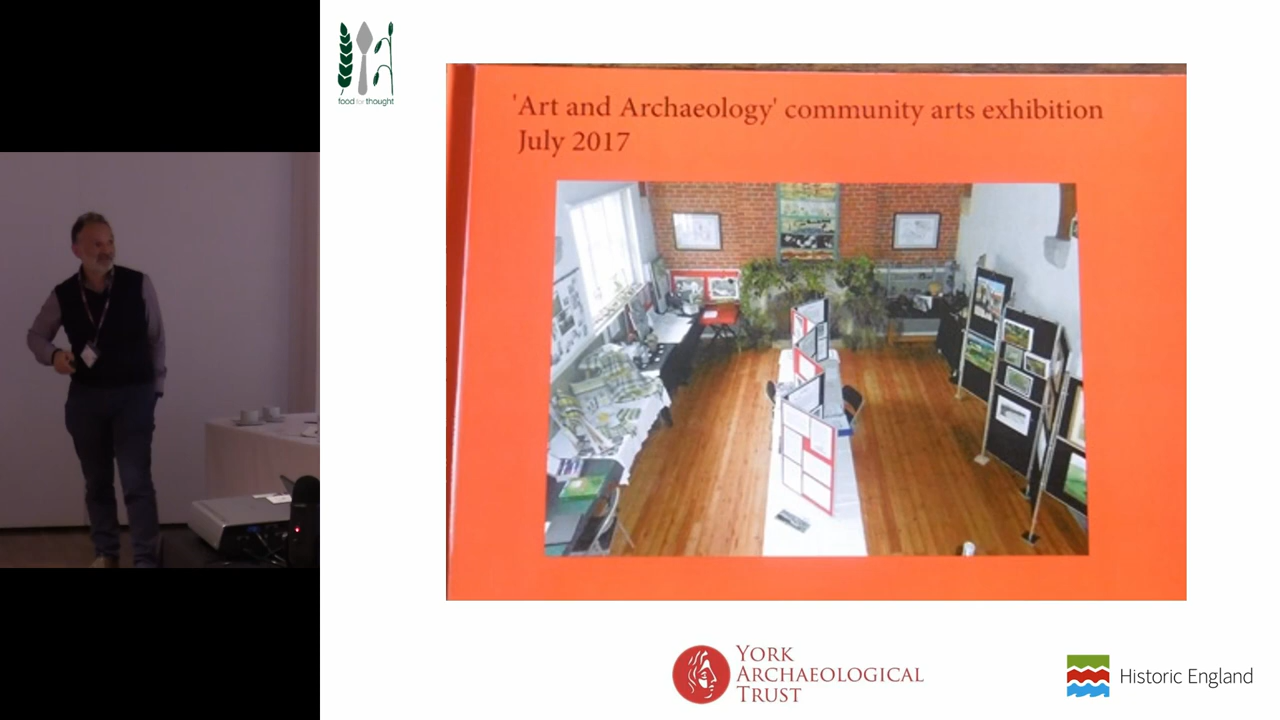 food for thought
'Art and Archaeology' community arts exhibition
July 2017
YORK
ARCHAEOLOGICAL
TRUST
Historic England